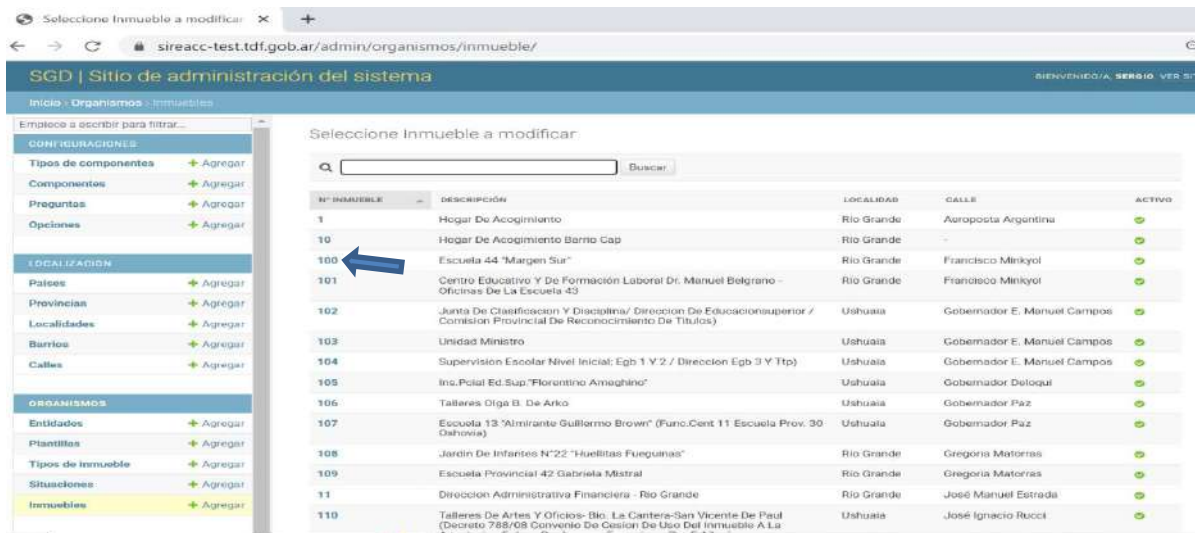 Seleccione Inmueble a modificar
sireacc-test.tdf.gob.ar/admin/organismos/inmueble/
SGD | Sitio de administración del sistema
BIENVENIDO/A, SERGIO. VER SI
Inicio › Organismos › Inmuebles
Empiece a escribir para filtrar...
CONFIGURACIONES
Tipos de componentes + Agregar
Componentes + Agregar
Preguntas + Agregar
Opciones + Agregar
LOCALIZACION
Paises + Agregar
Provincias + Agregar
Localidades + Agregar
Barrios + Agregar
Calles + Agregar
ORGANISMOS
Entidades + Agregar
Plantillas + Agregar
Tipos de inmueble + Agregar
Situaciones + Agregar
Inmuebles + Agregar
Seleccione Inmueble a modificar
Buscar
N° INMUEBLE DESCRIPCIÓN LOCALIDAD CALLE ACTIVO
1 Hogar De Acogimiento Río Grande Aeroposta Argentina
10 Hogar De Acogimiento Barrio Cap Río Grande -
100 Escuela 44 "Margen Sur" Río Grande Francisco Minkyol
101 Centro Educativo Y De Formación Laboral Dr. Manuel Belgrano - Río Grande Francisco Minkyol
Oficinas De La Escuela 43
102 Junta De Clasificacion Y Disciplina/ Direccion De Educacionsuperior / Ushuaia Gobernador E. Manuel Campos
Comision Provincial De Reconocimiento De Titulos)
103 Unidad Ministro Ushuaia Gobernador E. Manuel Campos
104 Supervision Escolar Nivel Inicial; Egb 1 Y 2 / Direccion Egb 3 Y Ttp) Ushuaia Gobernador E. Manuel Campos
105 Ins.Pcial Ed.Sup."Florentino Ameghino" Ushuaia Gobernador Deloqui
106 Talleres Olga B. De Arko Ushuaia Gobernador Paz
107 Escuela 13 "Almirante Guillermo Brown" (Func.Cent 11 Escuela Prov. 30 Ushuaia Gobernador Paz
Oshovia)
108 Jardin De Infantes N°22 "Huellitas Fueguinas" Río Grande Gregoria Matorras
109 Escuela Provincial 42 Gabriela Mistral Río Grande Gregoria Matorras
11 Direccion Administrativa Financiera - Rio Grande Río Grande José Manuel Estrada
110 Talleres De Artes Y Oficios- Bio. La Cantera-San Vicente De Paul Ushuaia José Ignacio Rucci
(Decreto 788/08 Convenio De Cesion De Uso Del Inmueble A La